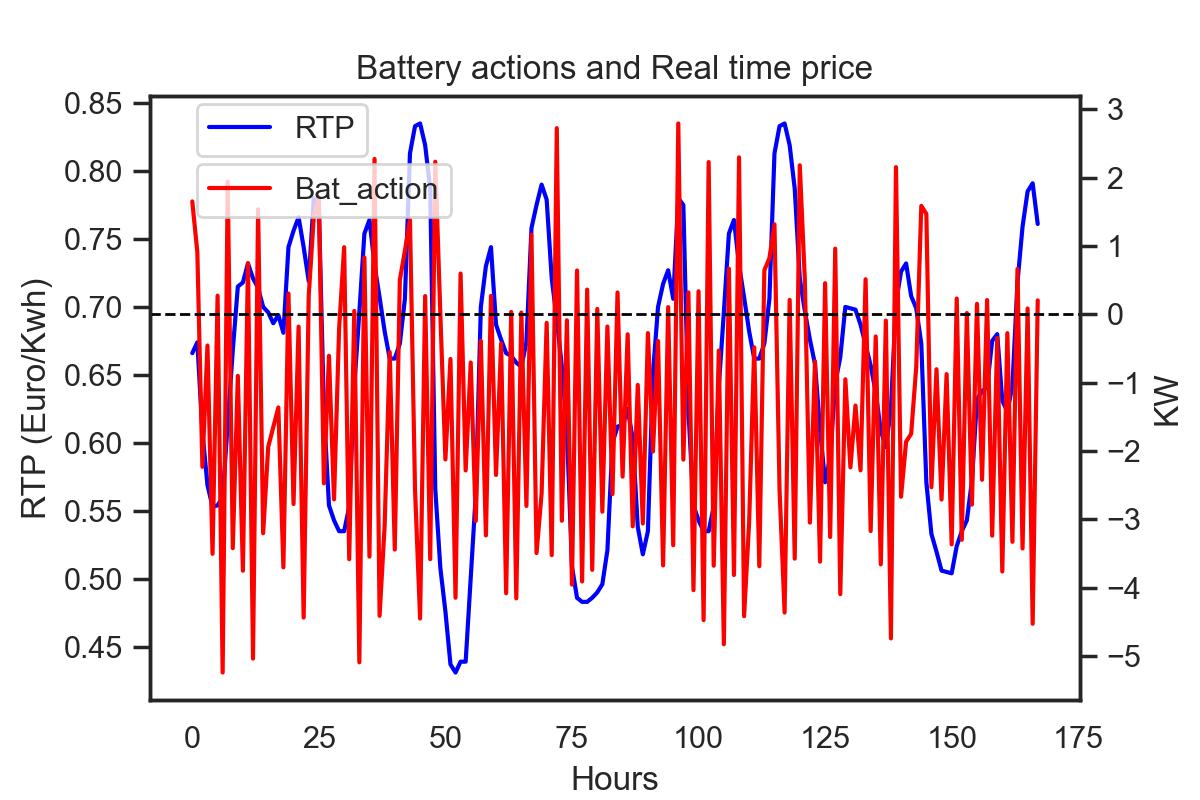 Battery actions and Real time price
RTP
Bat_action
RTP (Euro/Kwh)
0.85
0.80
0.75
0.70
0.65
0.60
0.55
0.50
0.45
3
2
1
0
−1
−2
−3
−4
−5
KW
0 25 50 75 100 125 150 175
Hours